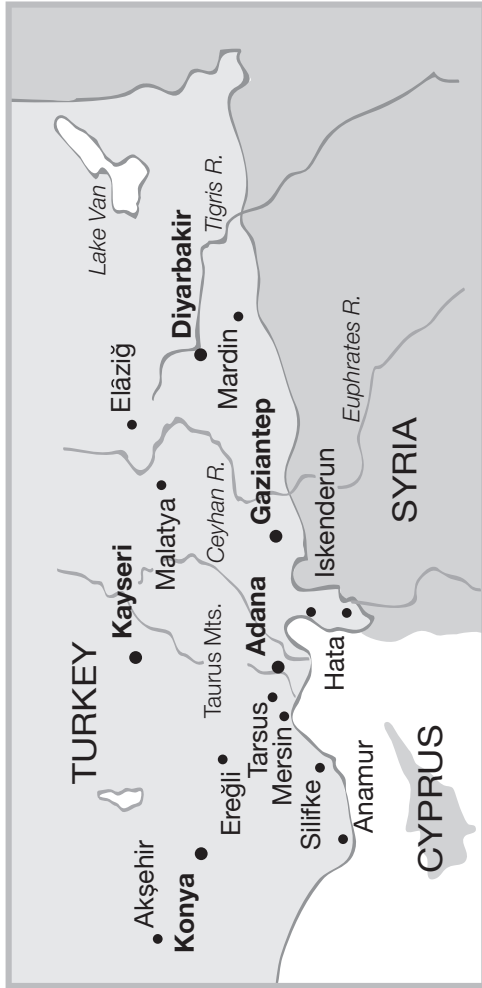 TURKEY
Lake Van
Akşehir
Kayseri
Elâziğ
Konya
Ereğli
Taurus Mts.
Malatya
Ceyhan R.
Diyarbakir
Tigris R.
Tarsus
Mersin
Adana
Gaziantep
Mardin
Silifke
Anamur
Hata
Iskenderun
Euphrates R.
CYPRUS
SYRIA